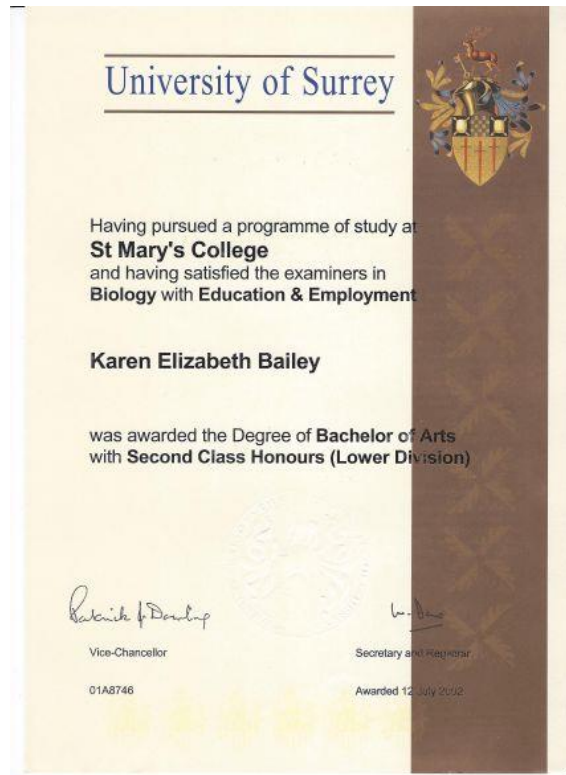 University of Surrey
Having pursued a programme of study at
St Mary's College
and having satisfied the examiners in
Biology with Education & Employment
Karen Elizabeth Bailey
was awarded the Degree of Bachelor of Arts
with Second Class Honours (Lower Division)
Vice-Chancellor
Secretary and Registrar
01A8746
Awarded 12 July 2002